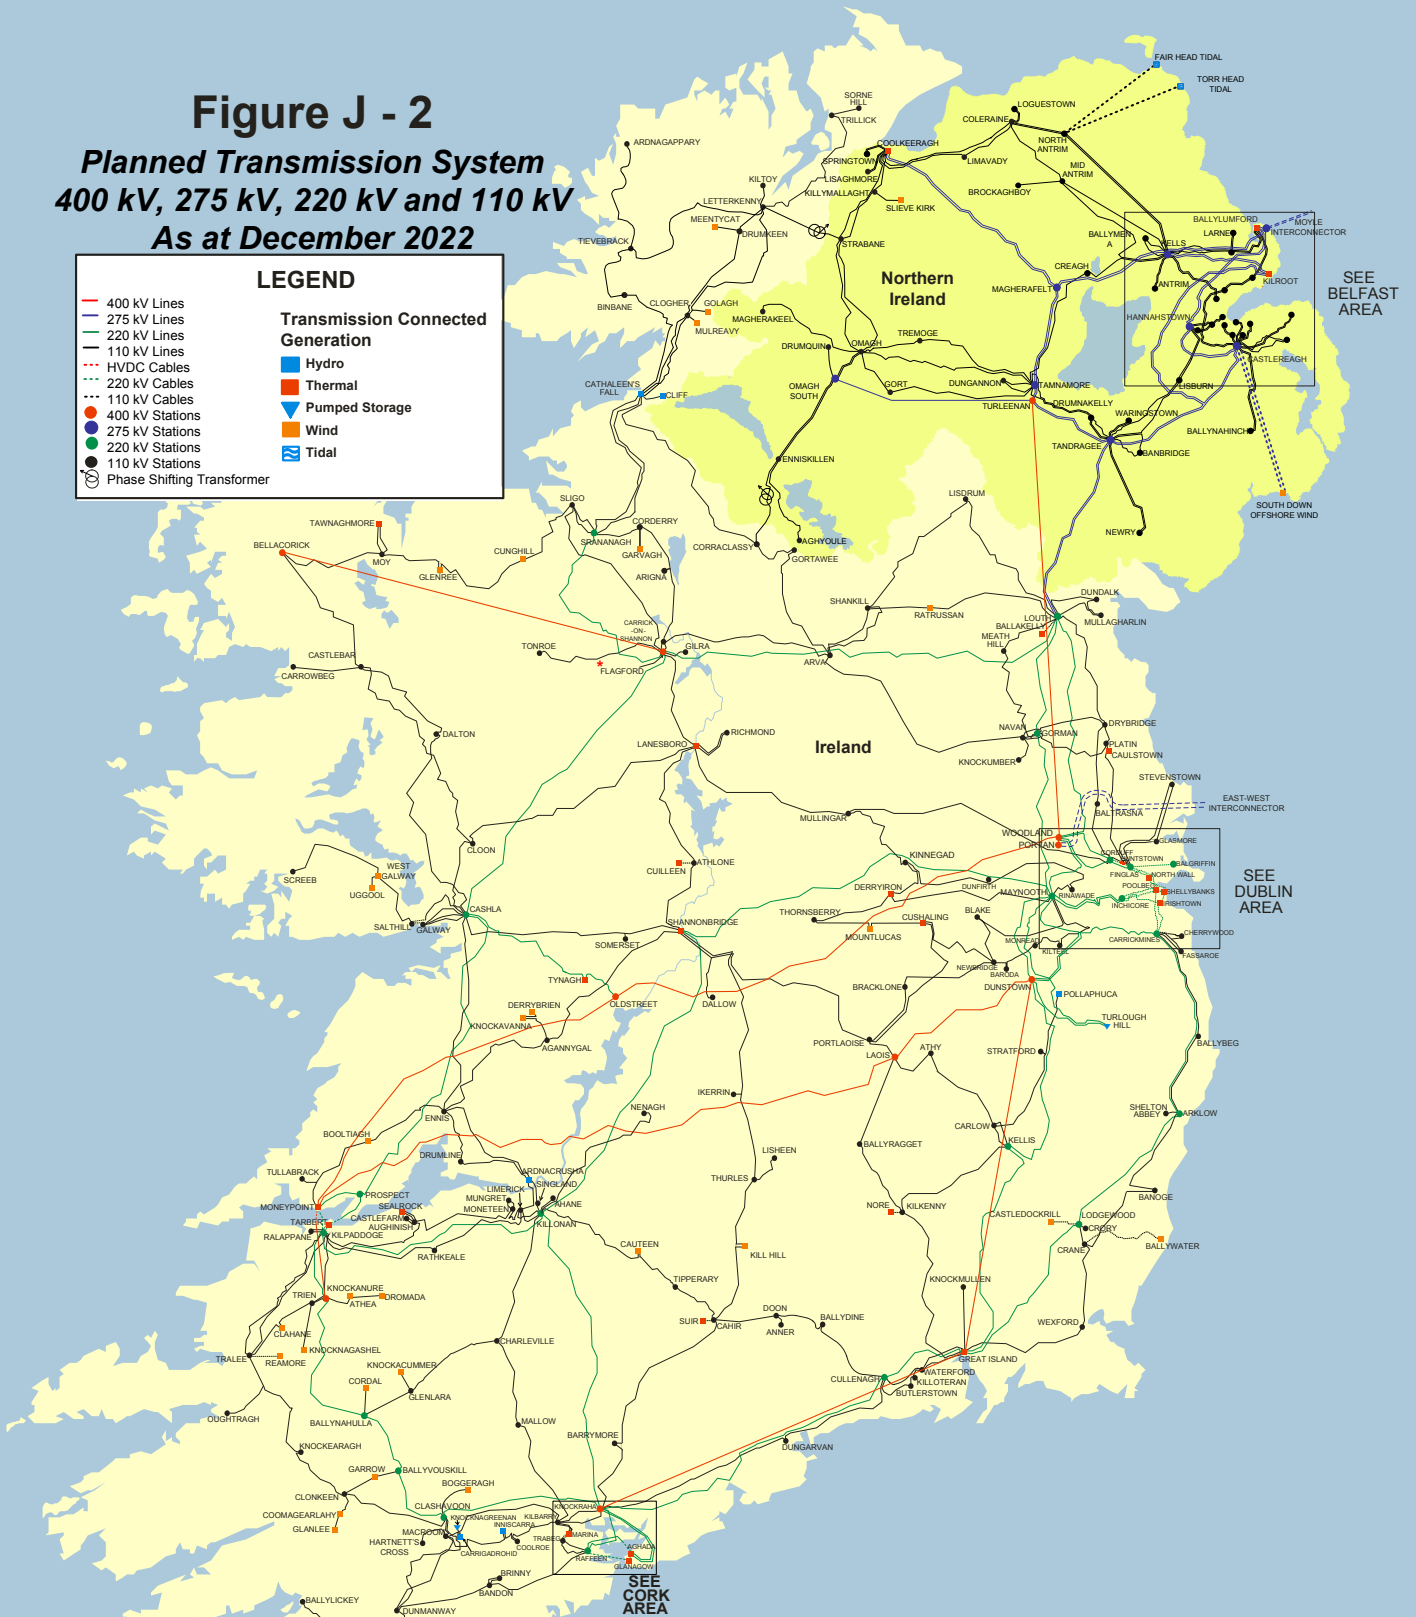 Figure J - 2
Planned Transmission System
400 kV, 275 kV, 220 kV and 110 kV
As at December 2022
LEGEND
400 kV Lines
275 kV Lines
220 kV Lines
110 kV Lines
HVDC Cables
220 kV Cables
110 kV Cables
400 kV Stations
275 kV Stations
220 kV Stations
110 kV Stations
Phase Shifting Transformer
Transmission Connected
Generation
Hydro
Thermal
Pumped Storage
Wind
Tidal
FAIR HEAD TIDAL
TORR HEAD
TIDAL
SORNE
HILL
TRILLICK
LOGUESTOWN
COLERAINE
NORTH
ANTRIM
ARDNAGAPPARY
COOLKEERAGH
SPRINGTOWN
LIMAVADY
MID
ANTRIM
LISAGHMORE
KILTOY
KILLYMALLAGHT
BROCKAGHBOY
LETTERKENNY
SLIEVE KIRK
MEENTYCAT
DRUMKEEN
BALLYLUMFORD
MOYLE
INTERCONNECTOR
LARNE
TIEVEBRACK
STRABANE
BALLYMEN
A
KELLS
CREAGH
Northern
Ireland
SEE
BELFAST
AREA
MAGHERAFELT
ANTRIM
KILROOT
BINBANE
CLOGHER
GOLAGH
MULREAVY
MAGHERAKEEL
HANNAHSTOWN
TREMOGE
DRUMQUIN
OMAGH
CASTLEREAGH
CATHALEEN'S
FALL
CLIFF
OMAGH
SOUTH
GORT
DUNGANNON
TAMNAMORE
LISBURN
TURLEENAN
DRUMNAKELLY
WARINGSTOWN
BALLYNAHINCH
TANDRAGEE
BANBRIDGE
ENNISKILLEN
SOUTH DOWN
OFFSHORE WIND
LISDRUM
SLIGO
TAWNAGHMORE
CORDERRY
SRANANAGH
NEWRY
BELLACORICK
CUNGHILL
GARVAGH
CORRACLASSY
AGHYOULE
GORTAWEE
MOY
GLENREE
ARIGNA
DUNDALK
SHANKILL
RATRUSSAN
LOUTH
BALLAKELLY
MULLAGHARLIN
CARRICK
-ON-
SHANNON
MEATH
HILL
TONROE
GILRA
CASTLEBAR
CARROWBEG
* FLAGFORD
ARVA
DALTON
LANESBORO
RICHMOND
Ireland
NAVAN
GORMAN
DRYBRIDGE
PLATIN
CAULSTOWN
KNOCKUMBER
STEVENSTOWN
EAST-WEST
INTERCONNECTOR
BALTRASNA
MULLINGAR
WOODLAND
PORTAN
GLASMORE
CLOON
CORDUFF
HUNTSTOWN
BALGRIFFIN
WEST
GALWAY
SCREEB
UGGOOL
CUILLEEN
ATHLONE
KINNEGAD
FINGLAS
NORTH WALL
SEE
DUBLIN
AREA
DERRYIRON
DUNFIRTH
MAYNOOTH
RINAWADE
POOLBEG
SHELLYBANKS
INCHICORE
IRISHTOWN
CASHLA
SALTHILL
GALWAY
SHANNONBRIDGE
THORNSBERRY
CUSHALING
BLAKE
MOUNTLUCAS
MONREAD
KILTEEL
CARRICKMINES
CHERRYWOOD
FASSAROE
SOMERSET
TYNAGH
NEWBRIDGE
BARODA
DUNSTOWN
BRACKLONE
DERRYBRIEN
OLDSTREET
DALLOW
POLLAPHUCA
KNOCKAVANNA
TURLOUGH
HILL
AGANNYGAL
PORTLAOISE
LAOIS
ATHY
STRATFORD
BALLYBEG
IKERRIN
NENAGH
ENNIS
SHELTON
ABBEY
ARKLOW
CARLOW
BOOLTIAGH
BALLYRAGGET
KELLIS
DRUMLINE
LISHEEN
TULLABRACK
ARDNACRUSHA
SINGLAND
LIMERICK
THURLES
PROSPECT
MUNGRET
AHANE
BANOGE
MONEYPOINT
SEALROCK
MONETEEN
NORE
KILKENNY
CASTLEFARM
TARBERT
AUGHINISH
KILLONAN
CASTLEDOCKRILL
LODGEWOOD
CRORY
RALAPPANE
KILPADDOGE
CAUTEEN
KILL HILL
CRANE
BALLYWATER
RATHKEALE
TIPPERARY
KNOCKMULLEN
KNOCKANURE
TRIEN
ATHEA
DROMADA
DOON
BALLYDINE
SUIR
CAHIR
ANNER
WEXFORD
CLAHANE
CHARLEVILLE
TRALEE
REAMORE
KNOCKNAGASHEL
GREAT ISLAND
KNOCKACUMMER
CULLENAGH
WATERFORD
KILLOTERAN
BUTLERSTOWN
CORDAL
GLENLARA
OUGHTRAGH
BALLYNAHULLA
MALLOW
BARRYMORE
DUNGARVAN
KNOCKEARAGH
GARROW
BALLYVOUSKILL
CLONKEEN
BOGGERAGH
CLASHAVOON
KNOCKRAHA
COOMAGEARLAHY
GLANLEE
KNOCKNAGREENAN
INNISCARRA
KILBARRY
MACROOM
HARTNETT'S
CROSS
MARINA
TRABEG
COOLROE
CARRIGADROHID
AGHADA
RAFFEEN
GLANAGOW
BRINNY
BANDON
SEE
CORK
AREA
BALLYLICKEY
DUNMANWAY